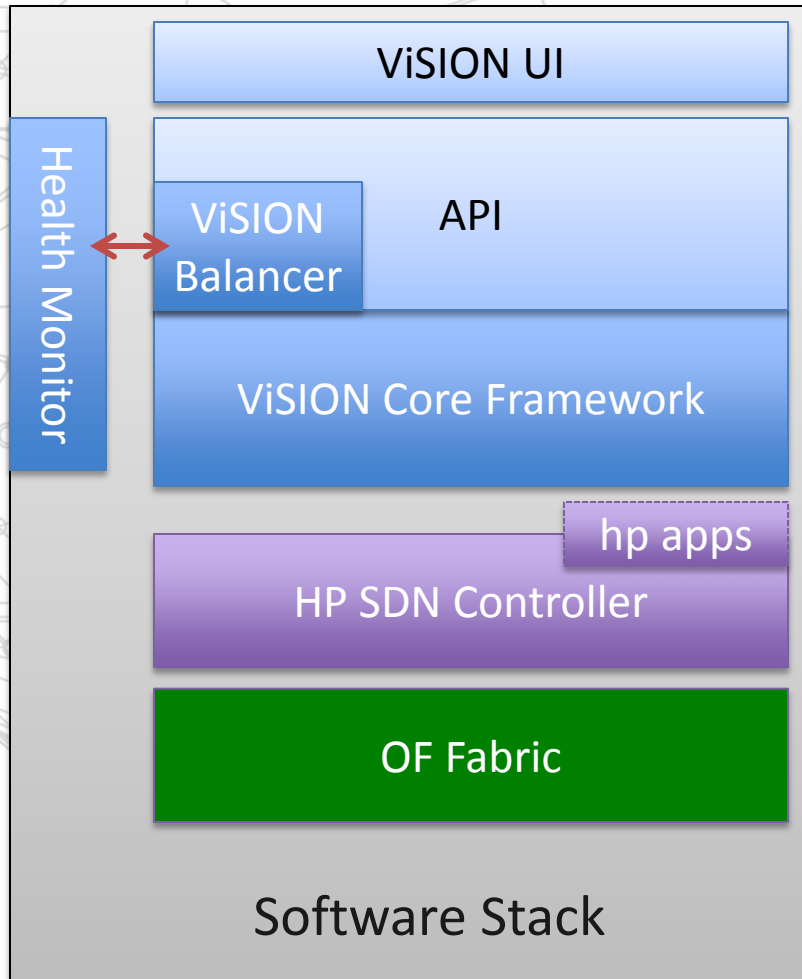 ViSION UI
Health Monitor
API
ViSION
Balancer
ViSION Core Framework
hp apps
HP SDN Controller
OF Fabric
Software Stack